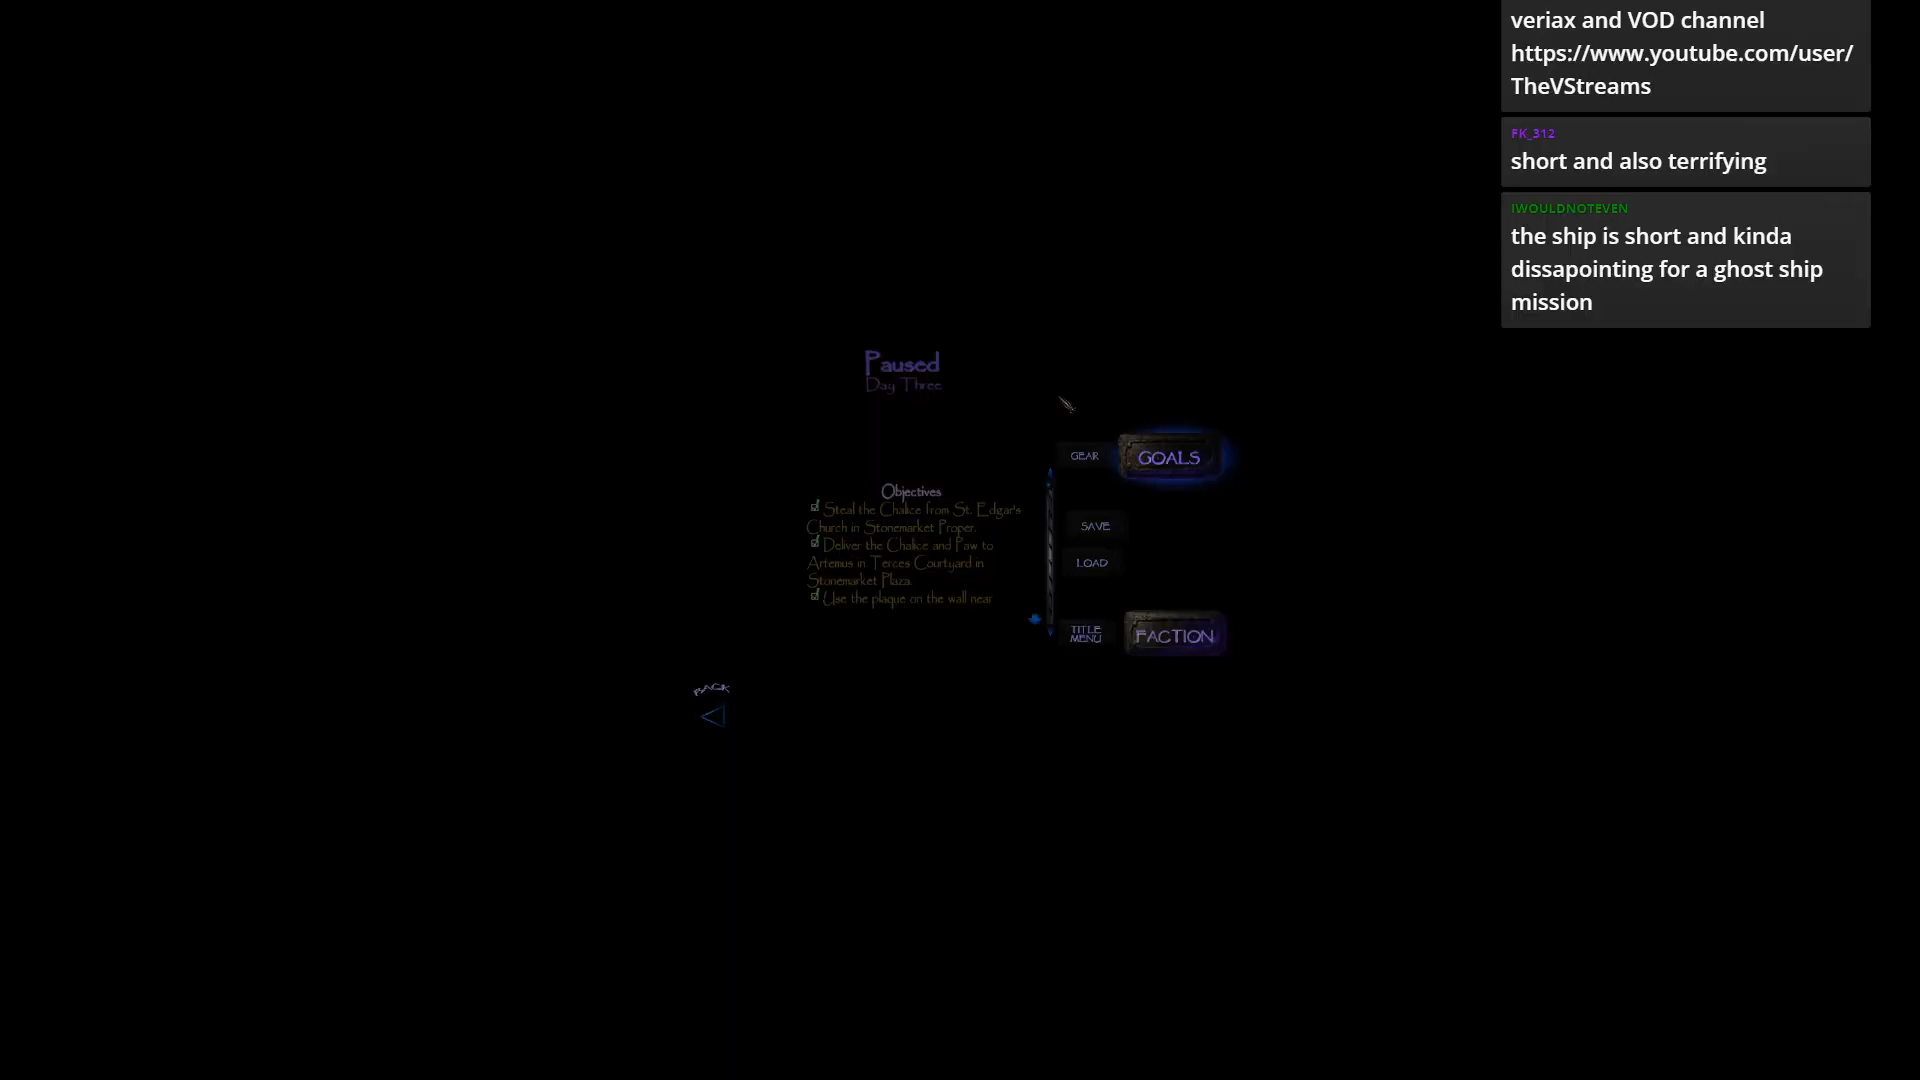 veriax and VOD channel
https://www.youtube.com/user/
TheVStreams
FK_312
short and also terrifying
IWOULDNOTEVEN
the ship is short and kinda
dissapointing for a ghost ship
mission
Paused
Day Three
GEAR
GOALS
Objectives
Steal the Chalice from St. Edgar's
Church in Stonemarket Proper.
Deliver the Chalice and Paw to
Artemus in Terces Courtyard in
Stonemarket Plaza.
Use the plaque on the wall near
SAVE
LOAD
TITLE
MENU
FACTION
BACK